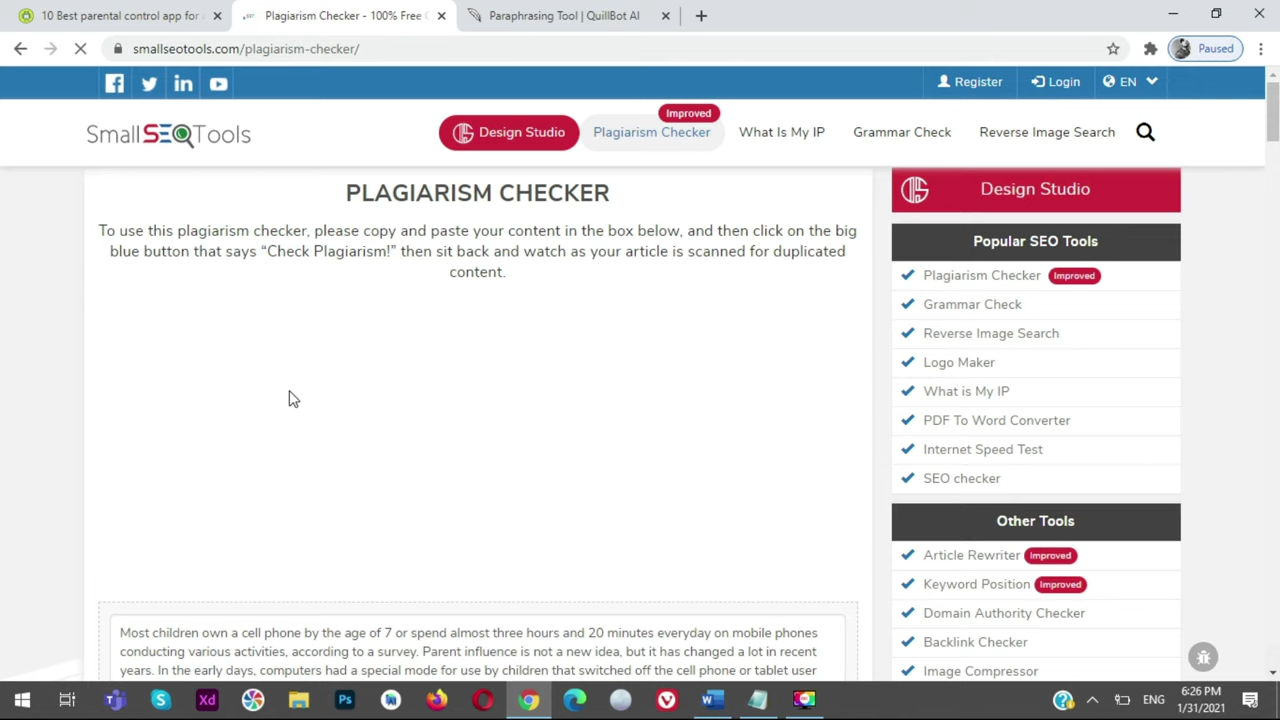 10 Best parental control app for
Plagiarism Checker - 100% Free
Paraphrasing Tool | QuillBot AI
smallseotools.com/plagiarism-checker/
Paused
Register
Login
EN
SmallSEOTools
Design Studio
Improved
Plagiarism Checker
What Is My IP
Grammar Check
Reverse Image Search
PLAGIARISM CHECKER
To use this plagiarism checker, please copy and paste your content in the box below, and then click on the big
blue button that says “Check Plagiarism!” then sit back and watch as your article is scanned for duplicated
content.
Most children own a cell phone by the age of 7 or spend almost three hours and 20 minutes everyday on mobile phones
conducting various activities, according to a survey. Parent influence is not a new idea, but it has changed a lot in recent
years. In the early days, computers had a special mode for use by children that switched off the cell phone or tablet user
Design Studio
Popular SEO Tools
Plagiarism Checker Improved
Grammar Check
Reverse Image Search
Logo Maker
What is My IP
PDF To Word Converter
Internet Speed Test
SEO checker
Other Tools
Article Rewriter Improved
Keyword Position Improved
Domain Authority Checker
Backlink Checker
Image Compressor
Xd
Ps
ENG
6:26 PM
1/31/2021